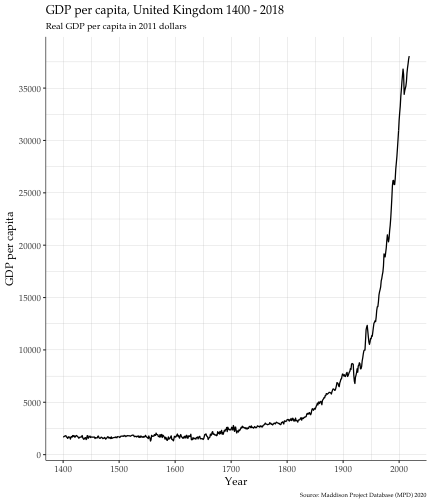 GDP per capita, United Kingdom 1400 - 2018
Real GDP per capita in 2011 dollars
GDP per capita
35000
30000
25000
20000
15000
10000
5000
0
1400 1500 1600 1700 1800 1900 2000
Year
Source: Maddison Project Database (MPD) 2020